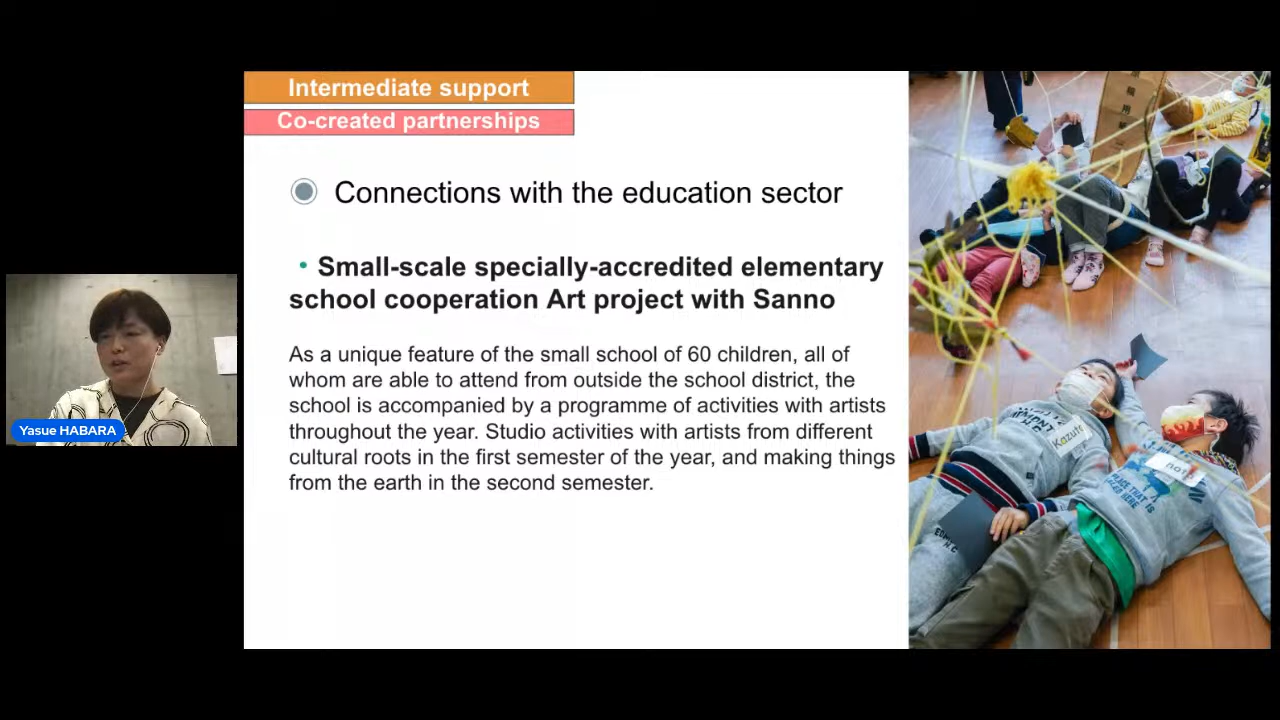 Intermediate support
Co-created partnerships
Connections with the education sector
・Small-scale specially-accredited elementary
school cooperation Art project with Sanno
As a unique feature of the small school of 60 children, all of
whom are able to attend from outside the school district, the
school is accompanied by a programme of activities with artists
throughout the year. Studio activities with artists from different
cultural roots in the first semester of the year, and making things
from the earth in the second semester.
Yasue HABARA